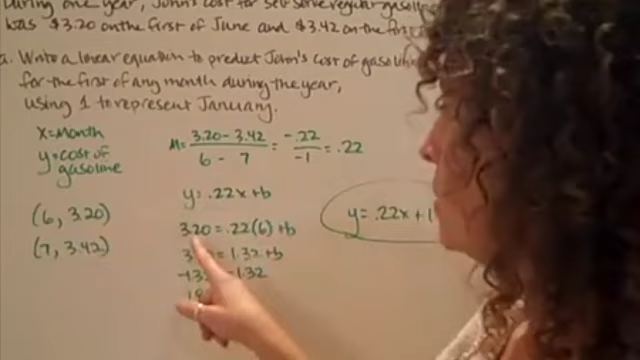 During one year, John's cost for self-serve regular gasoline
was $3.20 on the first of June and $3.42 on the first
a. Write a linear equation to predict John's cost of gasoline
for the first of any month during the year,
using 1 to represent January.
x=Month
y=cost of
gasoline
(6, 3.20)
(7, 3.42)
M= 3.20-3.42 / 6-7 = -.22 / -1 = .22
y=.22x+b
3.20=.22(6)+b
= 1.32+b
-1.32
y=.22x+1